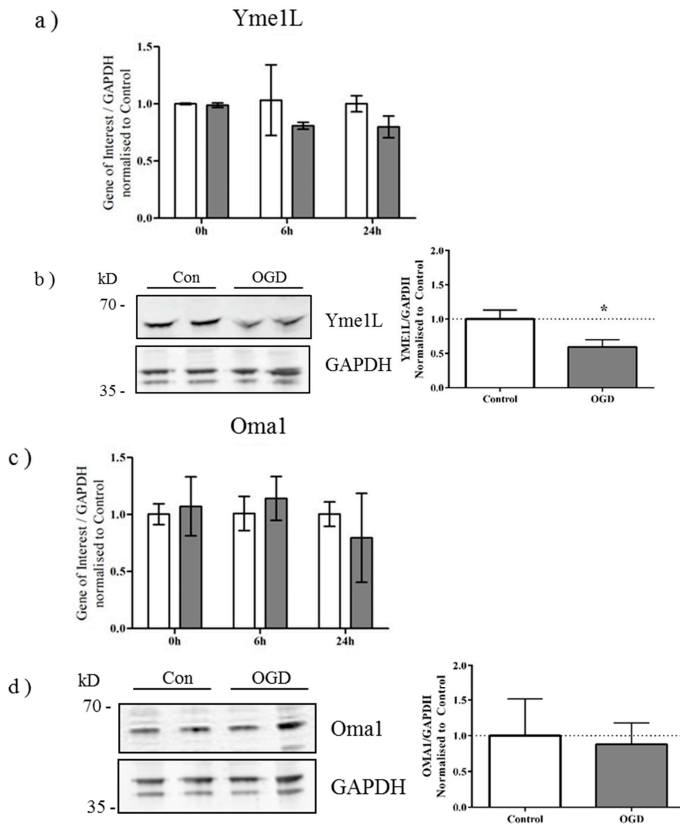 a )
Yme1L
Gene of Interest / GAPDH
normalised to Control
1.5
1.0
0.5
0.0
0h 6h 24h
b )
kD
Con OGD
70 -
Yme1L
GAPDH
35 -
YME1L/GAPDH
Normalised to Control
2.0
1.5
1.0
0.5
0.0
*
Control OGD
Oma1
c )
Gene of Interest / GAPDH
normalised to Control
1.5
1.0
0.5
0.0
0h 6h 24h
d )
kD
Con OGD
70 -
Oma1
GAPDH
35 -
OMA1/GAPDH
Normalised to Control
2.0
1.5
1.0
0.5
0.0
Control OGD